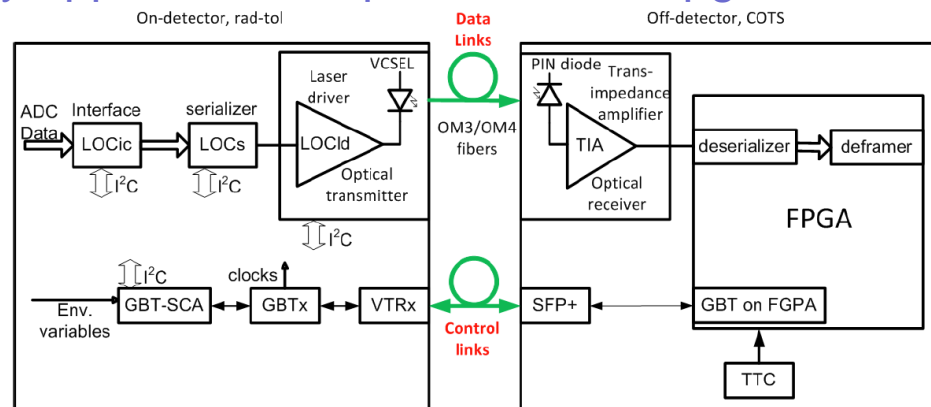 On-detector, rad-tol
Data
Links
Off-detector, COTS
ADC
Data
Interface
LOCic
I²C
serializer
LOCs
I²C
Laser
driver
VCSEL
LOCld
Optical
transmitter
I²C
OM3/OM4
fibers
PIN diode
Trans-
impedance
amplifier
TIA
Optical
receiver
deserializer
deframer
FPGA
I²C
clocks
Env.
variables
GBT-SCA
GBTx
VTRx
Control
links
SFP+
GBT on FGPA
TTC